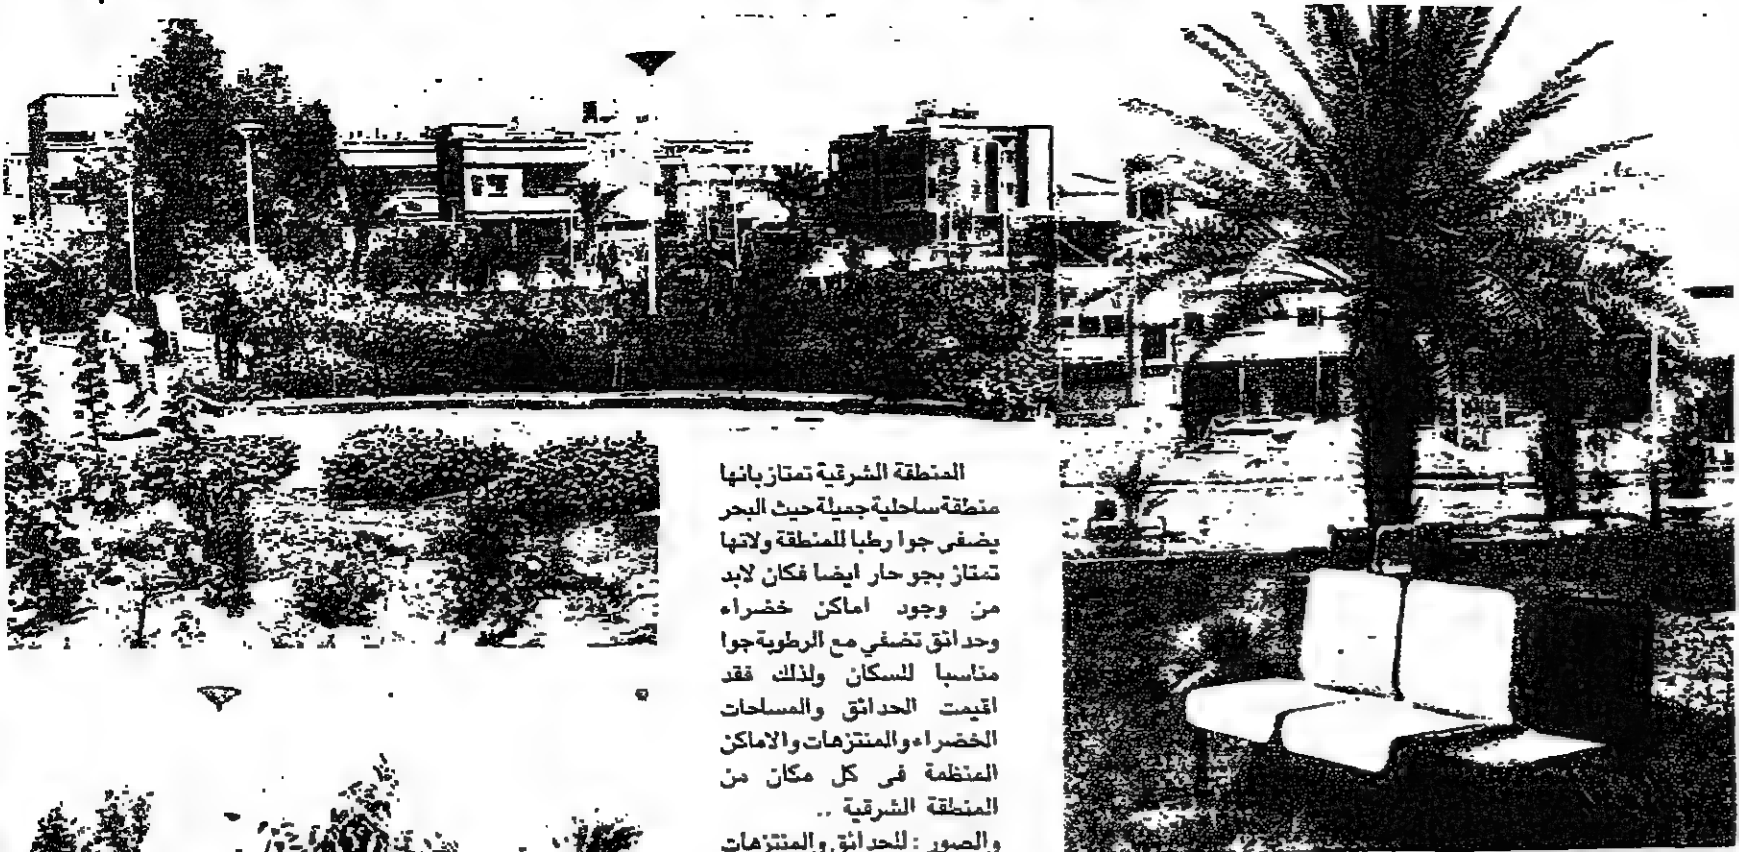 المنطقة الشرقية تمتاز بانها
منطقة ساحلية جميلة حيث البحر
يضفى جوا رطبا للمنطقة ولانها
تمتاز بجو حار ايضا فكان لابد
من وجود اماكن خضراء
وحدائق تضفي مع الرطوبة جوا
مناسبا للسكان ولذلك فقد
اقيمت الحدائق والمساحات
الخضراء والمنتزهات والاماكن
المنظمة فى كل مكان من
المنطقة الشرقية ..
والصور : للحدائق والمنتزهات